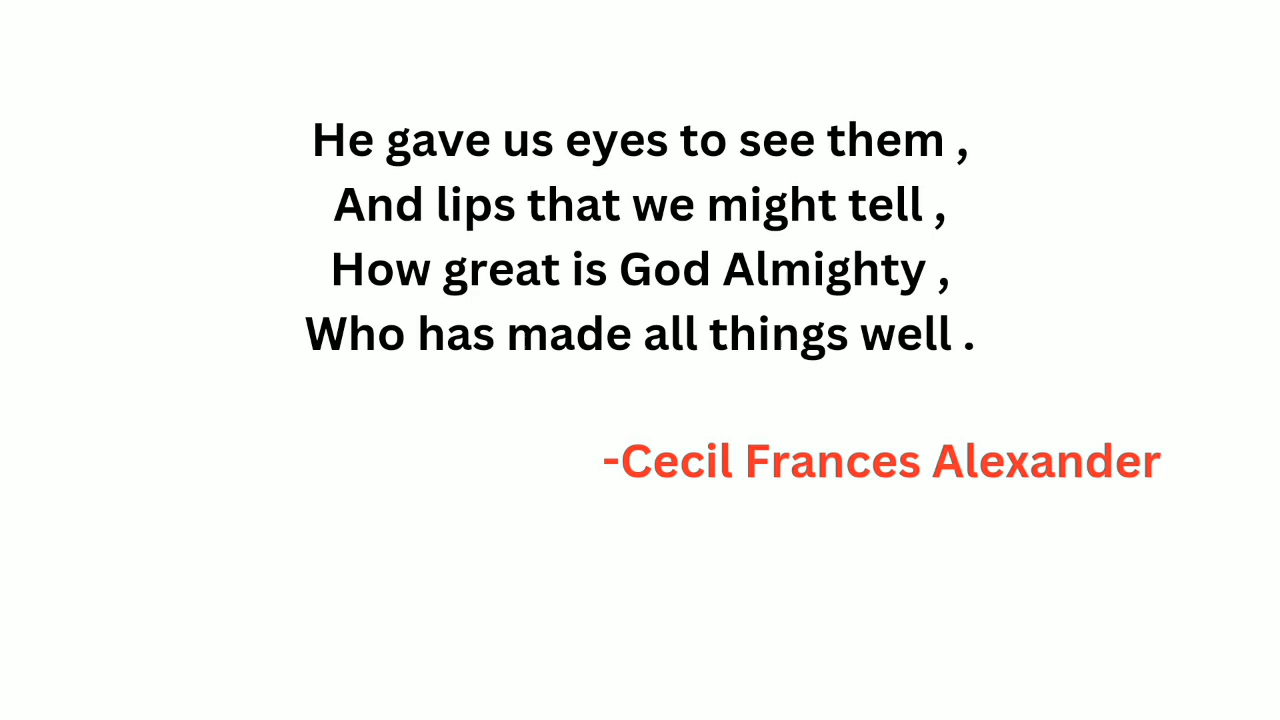 He gave us eyes to see them ,
And lips that we might tell ,
How great is God Almighty ,
Who has made all things well .
-Cecil Frances Alexander